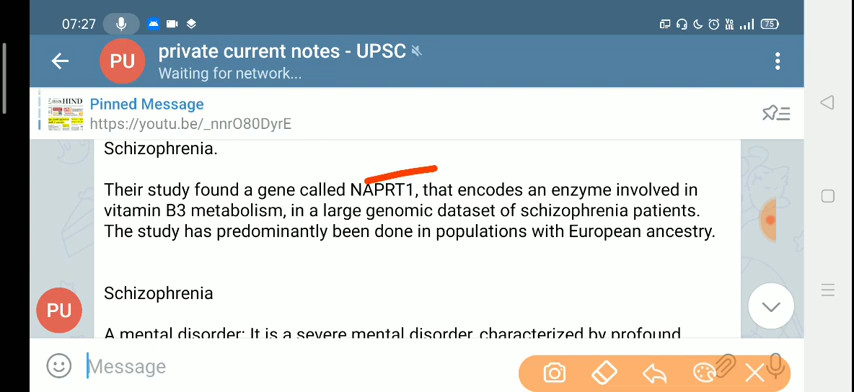 07:27
75
PU
private current notes - UPSC
Waiting for network...
HIND
Pinned Message
https://youtu.be/_nnrO80DyrE
Schizophrenia.
Their study found a gene called NAPRT1, that encodes an enzyme involved in
vitamin B3 metabolism, in a large genomic dataset of schizophrenia patients.
The study has predominantly been done in populations with European ancestry.
Schizophrenia
PU
A mental disorder: It is a severe mental disorder, characterized by profound
Message